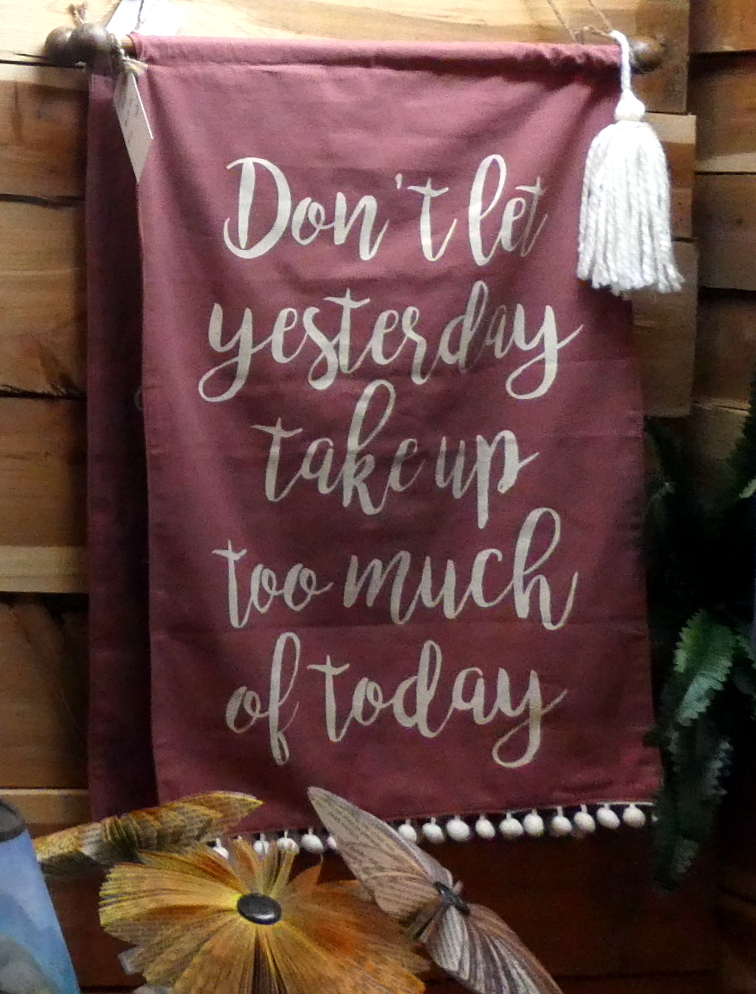 Don't let
yesterday
take up
too much
of today